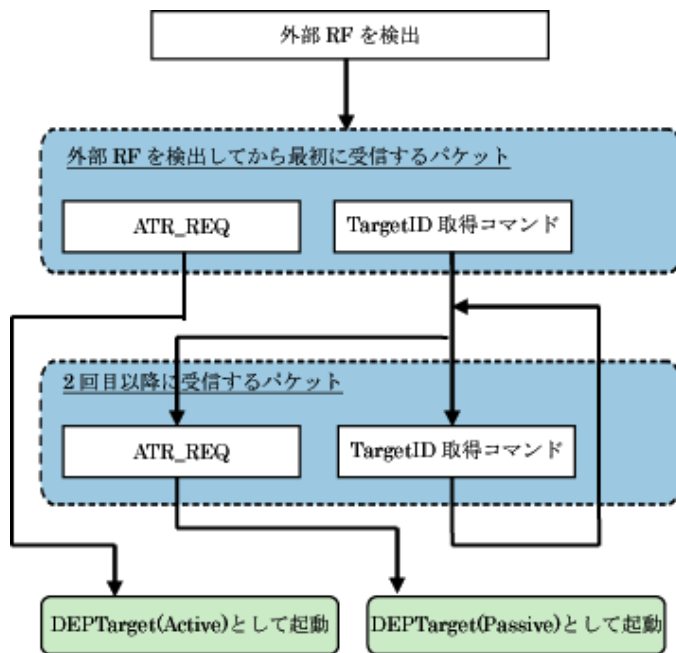 外部 RF を検出
外部 RF を検出してから最初に受信するパケット
ATR_REQ
TargetID 取得コマンド
2回目以降に受信するパケット
ATR_REQ
TargetID 取得コマンド
DEPTarget(Active)として起動
DEPTarget(Passive)として起動